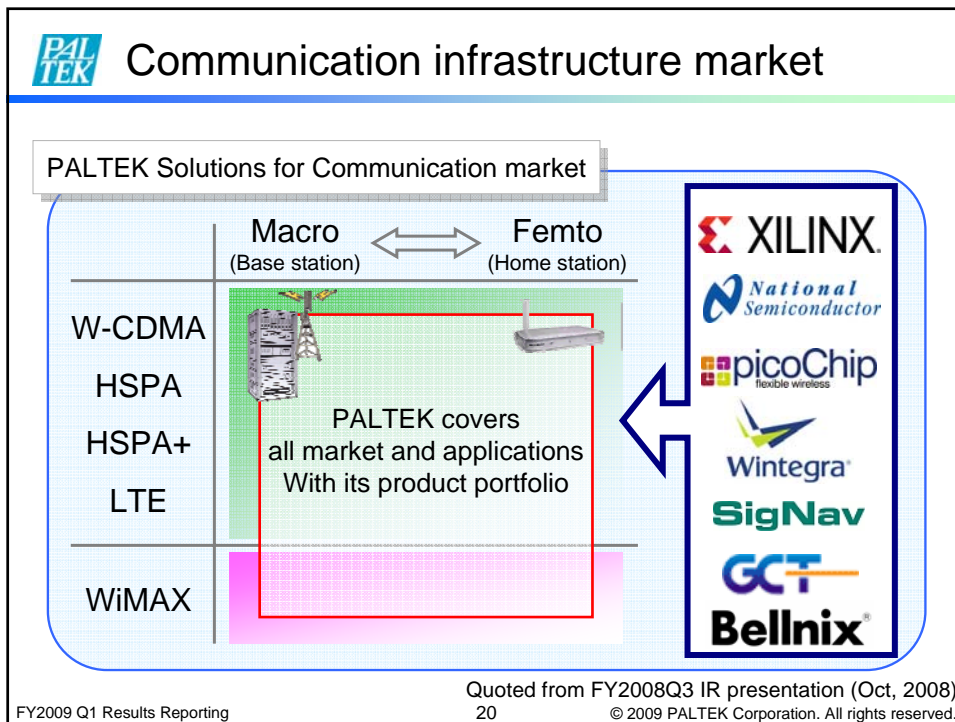 PAL
TEK
Communication infrastructure market
PALTEK Solutions for Communication market
Macro
(Base station)
Femto
(Home station)
W-CDMA
HSPA
HSPA+
LTE
WiMAX
PALTEK covers
all market and applications
With its product portfolio
XILINX.
National
Semiconductor
picoChip
flexible wireless
Wintegra®
SigNav
GCT
Bellnix®
Quoted from FY2008Q3 IR presentation (Oct, 2008)
FY2009 Q1 Results Reporting
20
© 2009 PALTEK Corporation. All rights reserved.